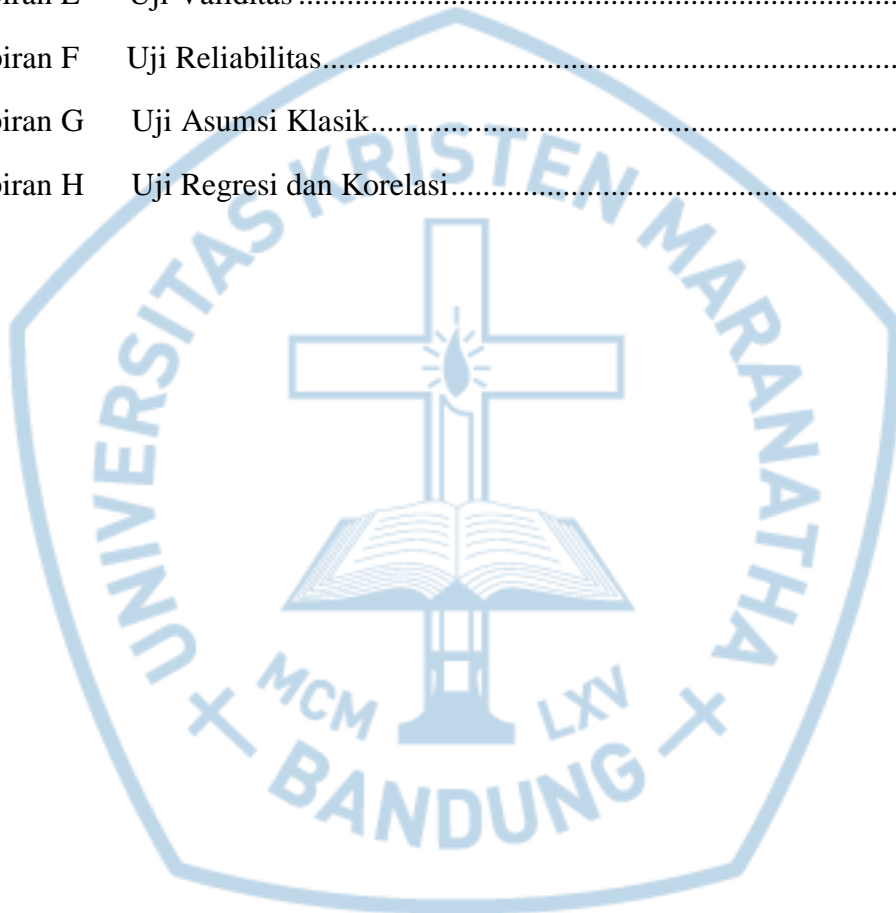 piran E Uji Validitas..........................................................................
piran F Uji Reliabilitas......................................................................
piran G Uji Asumsi Klasik................................................................
piran H Uji Regresi dan Korelasi......................................................
UNIVERSITAS KRISTEN MARANATHA
MCM LXV
BANDUNG